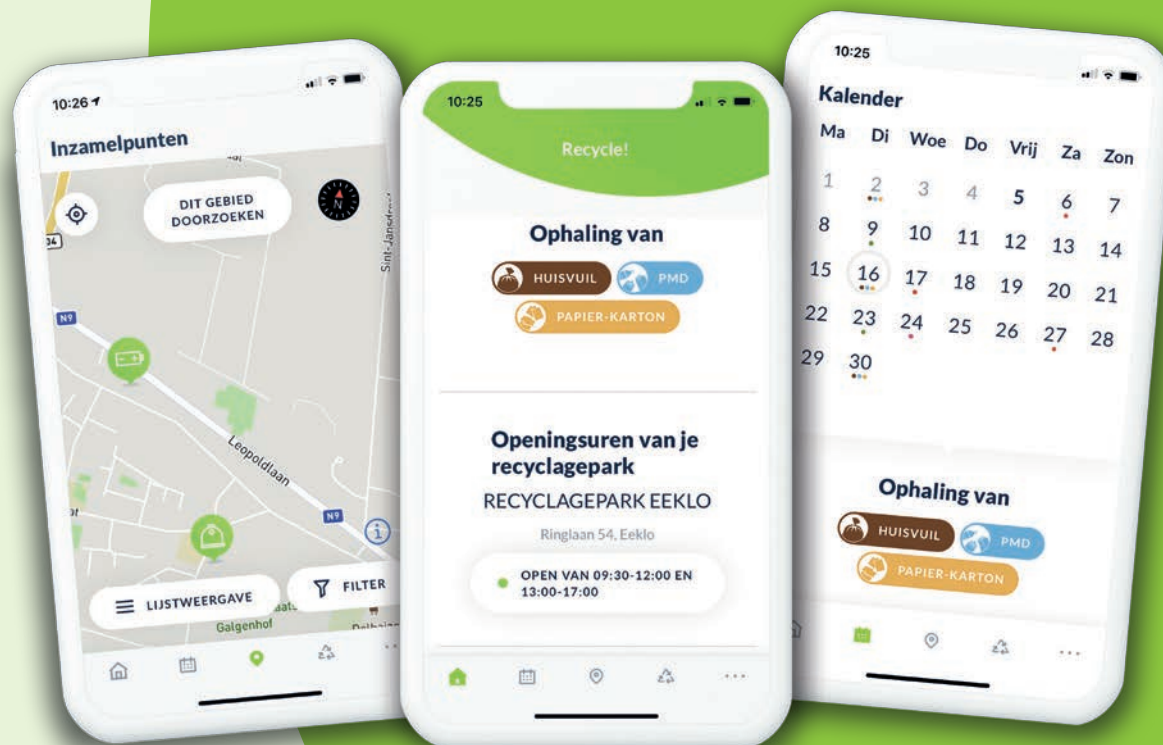 10:26
Inzamelpunten
DIT GEBIED
DOORZOEKEN
N
Sint-Jansdreef
N9
Leopoldlaan
N9
LIJSTWEERGAVE
FILTER
Galgenhof
10:25
Recycle!
Ophaling van
HUISVUIL
PMD
PAPIER-KARTON
Openingsuren van je
recyclagepark
RECYCLAGEPARK EEKLO
Ringlaan 54, Eeklo
OPEN VAN 09:30-12:00 EN
13:00-17:00
10:25
Kalender
Ma Di Woe Do Vrij Za Zon
1 2 3 4 5 6 7
8 9 10 11 12 13 14
15 16 17 18 19 20 21
22 23 24 25 26 27 28
29 30
Ophaling van
HUISVUIL
PMD
PAPIER-KARTON